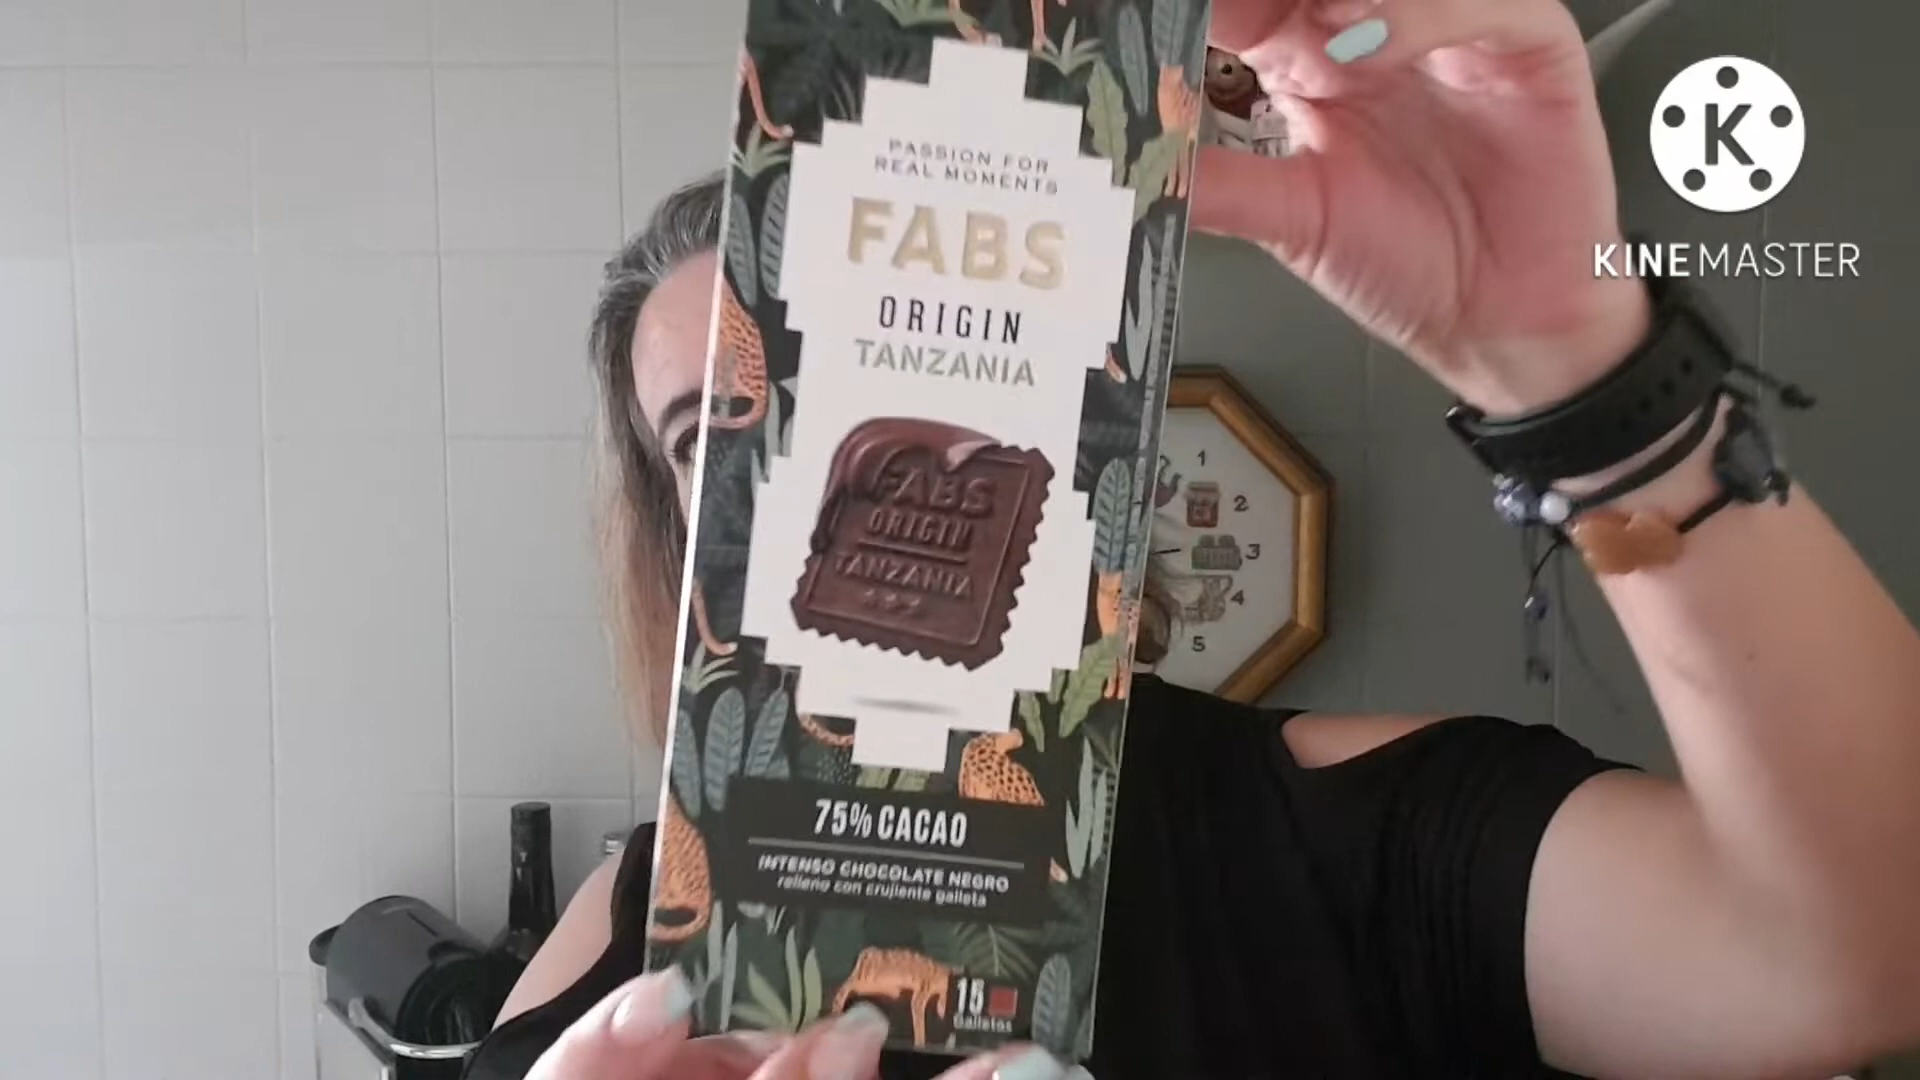 PASSION FOR
REAL MOMENTS
FABS
ORIGIN
TANZANIA
FABS
ORIGIN
TANZANIA
75% CACAO
INTENSO CHOCOLATE NEGRO
relleno con crujiente galleta
15
Galletas
K
KINEMASTER
1
2
3
4
5